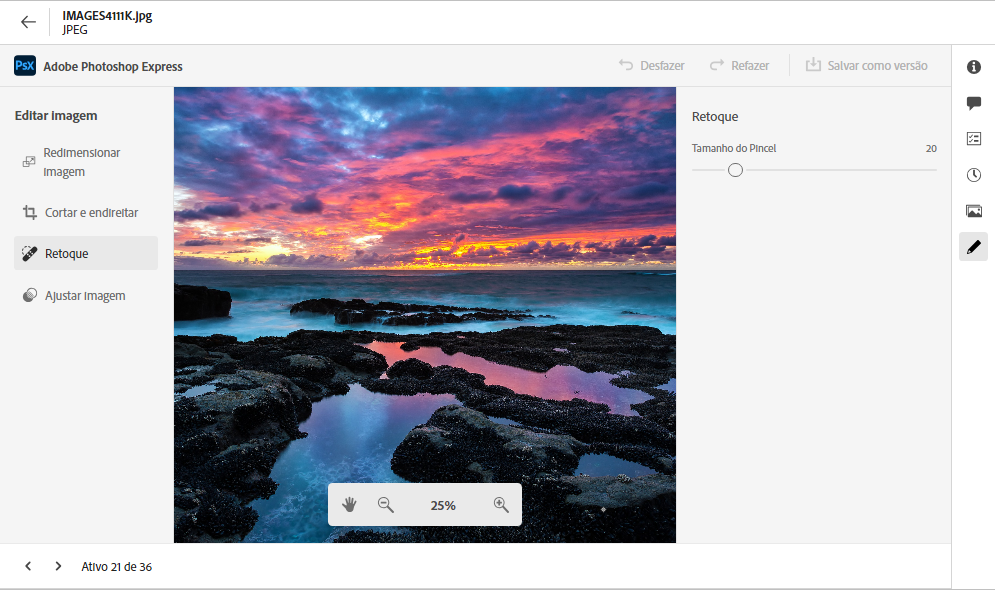 IMAGES4111K.jpg
JPEG
PsX Adobe Photoshop Express
Desfazer
Refazer
Salvar como versão
Editar imagem
Redimensionar
imagem
Cortar e endireitar
Retoque
Ajustar imagem
Retoque
Tamanho do Pincel 20
25%
Ativo 21 de 36